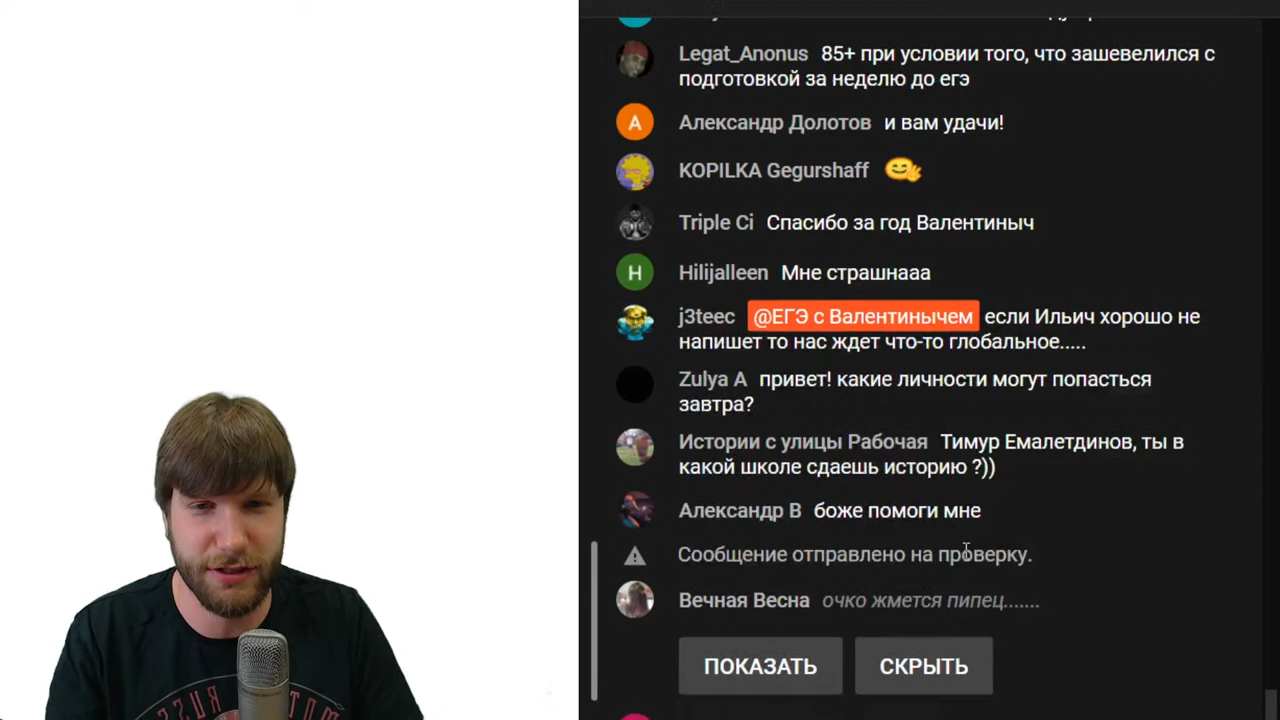 Legat_Anonus 85+ при условии того, что зашевелился с
подготовкой за неделю до егэ
А Александр Долотов и вам удачи!
KOPILKA Gegurshaff
Triple Ci Спасибо за год Валентиныч
H Hilijalleen Мне страшнааа
j3teec @ЕГЭ с Валентинычем если Ильич хорошо не
напишет то нас ждет что-то глобальное.....
Zulya A привет! какие личности могут попасться
завтра?
Истории с улицы Рабочая Тимур Емалетдинов, ты в
какой школе сдаешь историю ?))
Александр В боже помоги мне
Сообщение отправлено на проверку.
Вечная Весна очко жмется пипец.......
ПОКАЗАТЬ СКРЫТЬ